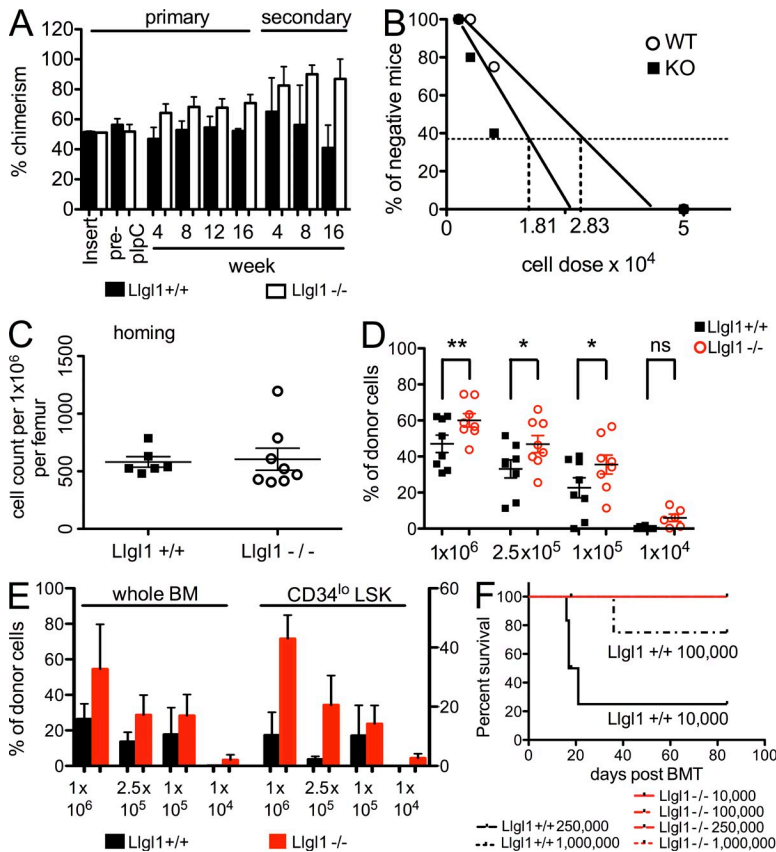 A
primary
secondary
% chimerism
100
80
60
40
20
0
Insert
pre-
pIpC
4 8 12 16 4 8 16
week
Llgl1+/+ Llgl1 -/-
B
% of negative mice
100
80
60
40
20
0
WT
KO
0 1.81 2.83 5
cell dose x 10⁴
C
homing
cell count per 1x10⁶
per femur
1500
1000
500
0
Llgl1 +/+ Llgl1 -/-
D
Llgl1+/+
Llgl1 -/-
** * * ns
% of donor cells
100
80
60
40
20
0
1x10⁶ 2.5x10⁵ 1x10⁵ 1x10⁴
E
whole BM CD34ˡᵒ LSK
% of donor cells
100
80
60
40
20
0
60
40
20
0
1x 2.5x 1x 1x 1x 2.5x 1x 1x
10⁶ 10⁵ 10⁵ 10⁴ 10⁶ 10⁵ 10⁵ 10⁴
Llgl1+/+ Llgl1 -/-
F
Percent survival
100
80
60
40
20
0
Llgl1 +/+ 100,000
Llgl1 +/+ 10,000
0 20 40 60 80 100
days post BMT
Llgl1+/+ 250,000
Llgl1+/+ 1,000,000
Llgl1-/- 10,000
Llgl1-/- 100,000
Llgl1-/- 250,000
Llgl1-/- 1,000,000